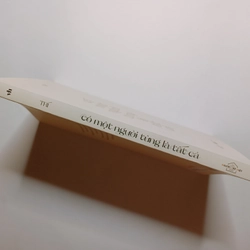 có một người từng là tất cả